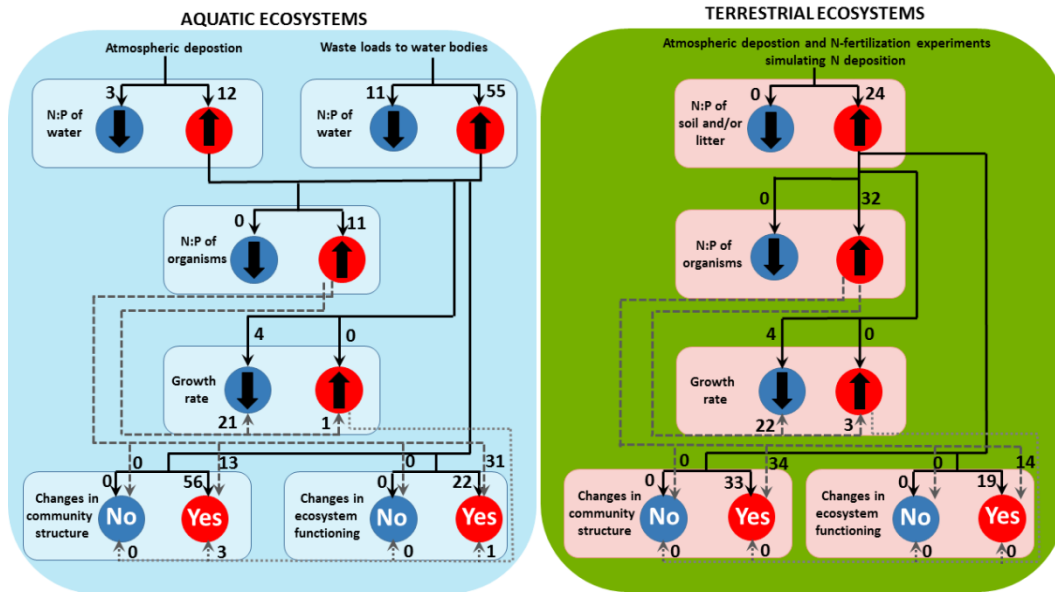 AQUATIC ECOSYSTEMS
Atmospheric depostion
Waste loads to water bodies
3
12
N:P of
water
11
55
N:P of
water
0
11
N:P of
organisms
4
0
Growth
rate
21
1
0
13
0
56
Changes in
community
structure
No
Yes
0
3
0
31
0
22
Changes in
ecosystem
functioning
No
Yes
0
1
TERRESTRIAL ECOSYSTEMS
Atmospheric depostion and N-fertilization experiments
simulating N deposition
0
24
N:P of
soil and/or
litter
0
32
N:P of
organisms
4
0
Growth
rate
22
3
0
34
0
33
Changes in
community
structure
No
Yes
0
0
0
14
0
19
Changes in
ecosystem
functioning
No
Yes
0
0